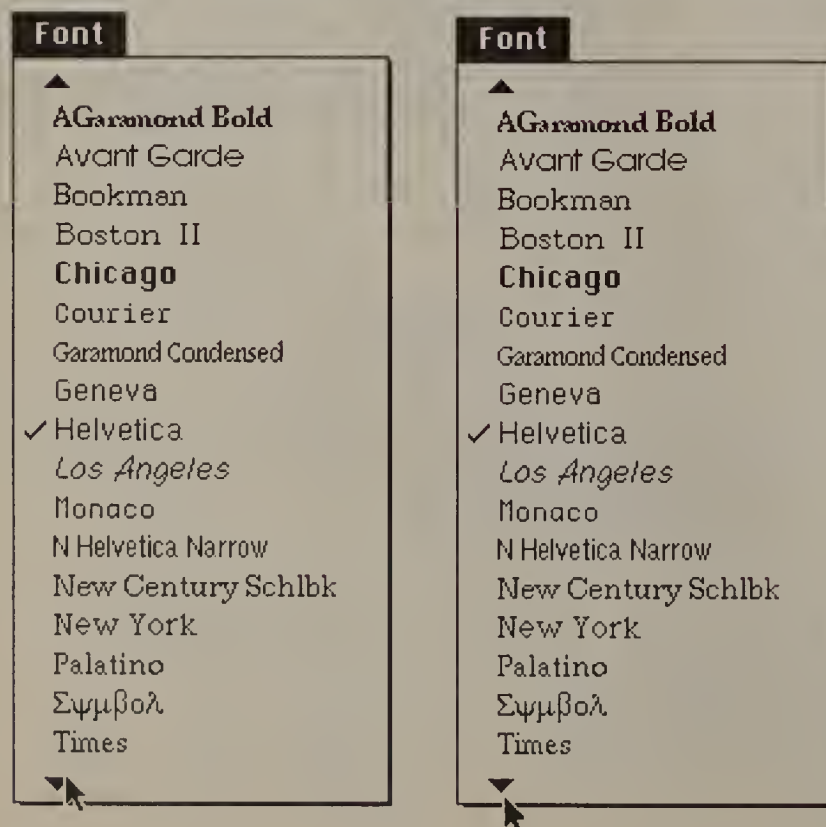 Font
AGaramond Bold
Avant Garde
Bookman
Boston II
Chicago
Courier
Garamond Condensed
Geneva
✓ Helvetica
Los Angeles
Monaco
N Helvetica Narrow
New Century Schlbk
New York
Palatino
Σψμβολ
Times
Font
AGaramond Bold
Avant Garde
Bookman
Boston II
Chicago
Courier
Garamond Condensed
Geneva
✓ Helvetica
Los Angeles
Monaco
N Helvetica Narrow
New Century Schlbk
New York
Palatino
Σψμβολ
Times